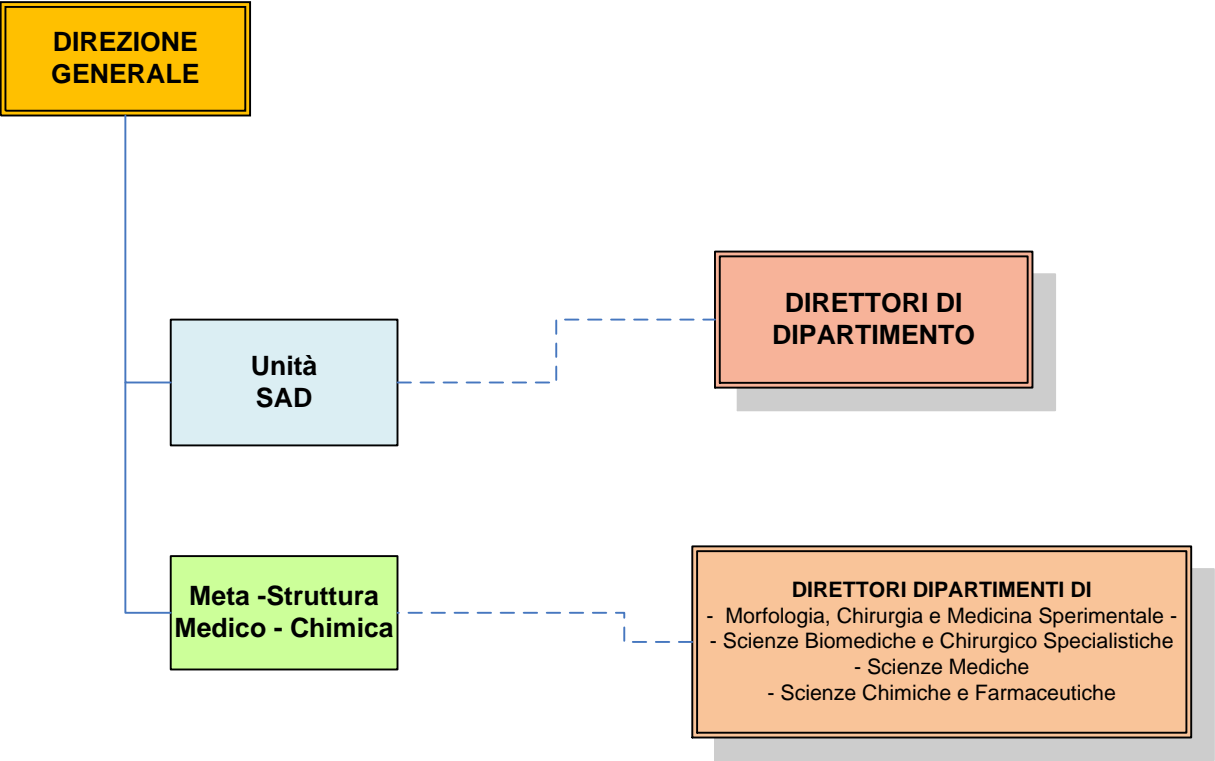 DIREZIONE
GENERALE
DIRETTORI DI
DIPARTIMENTO
Unità
SAD
Meta -Struttura
Medico - Chimica
DIRETTORI DIPARTIMENTI DI
- Morfologia, Chirurgia e Medicina Sperimentale -
- Scienze Biomediche e Chirurgico Specialistiche
- Scienze Mediche
- Scienze Chimiche e Farmaceutiche